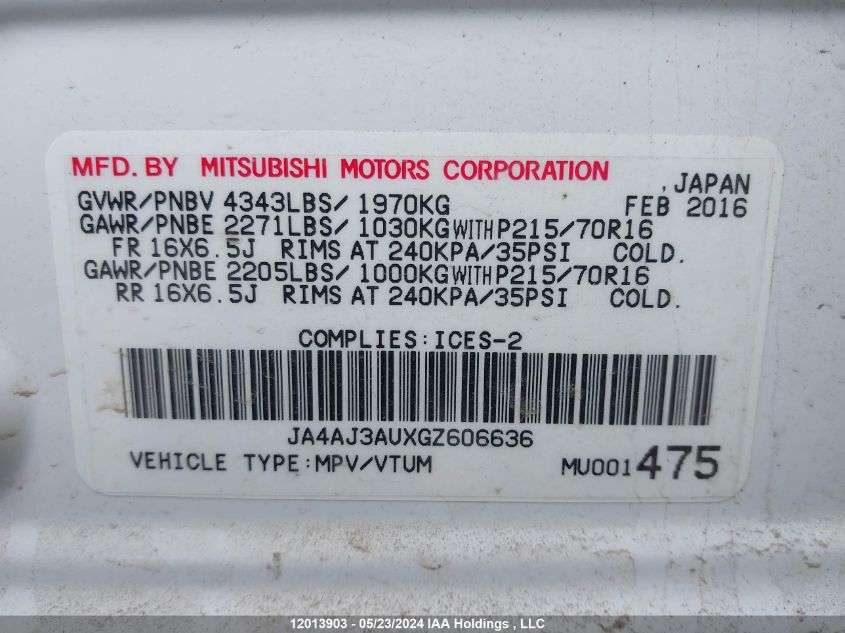 MFD. BY MITSUBISHI MOTORS CORPORATION
, JAPAN
GVWR/PNBV 4343LBS/ 1970KG FEB 2016
GAWR/PNBE 2271LBS/ 1030KG WITH P215/70R16
FR 16X6.5J RIMS AT 240KPA/35PSI COLD.
GAWR/PNBE 2205LBS/ 1000KG WITH P215/70R16
RR 16X6.5J RIMS AT 240KPA/35PSI COLD.
COMPLIES:ICES-2
JA4AJ3AUXGZ606636
VEHICLE TYPE:MPV/VTUM MU001475
12013903 - 05/23/2024 IAA Holdings , LLC